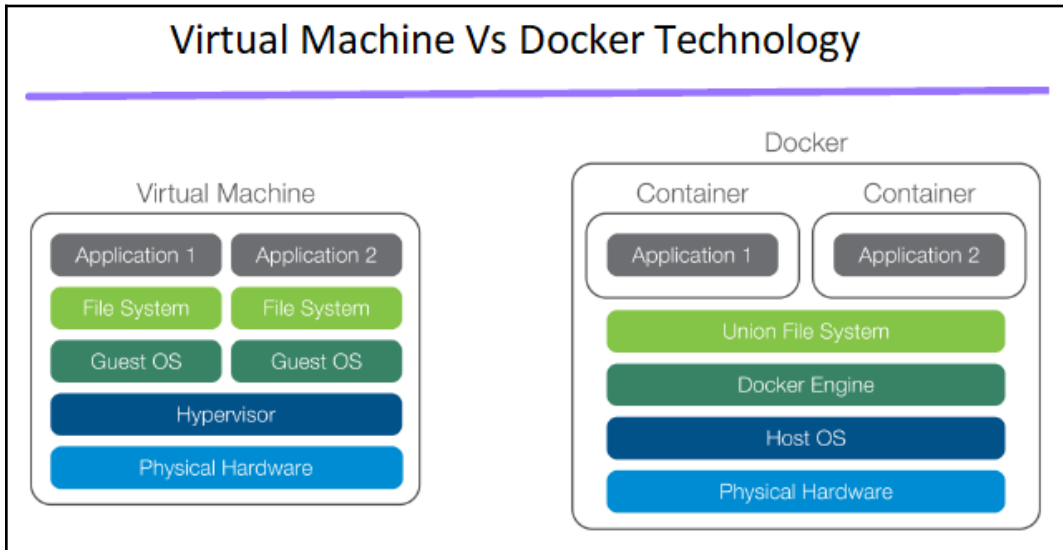 Virtual Machine Vs Docker Technology
Virtual Machine
Application 1 Application 2
File System File System
Guest OS Guest OS
Hypervisor
Physical Hardware
Docker
Container Container
Application 1 Application 2
Union File System
Docker Engine
Host OS
Physical Hardware